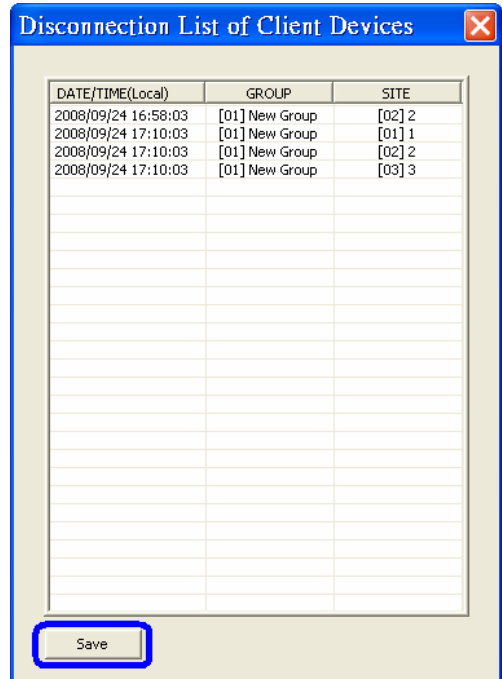 Disconnection List of Client Devices
DATE/TIME(Local) GROUP SITE
2008/09/24 16:58:03 [01] New Group [02] 2
2008/09/24 17:10:03 [01] New Group [01] 1
2008/09/24 17:10:03 [01] New Group [02] 2
2008/09/24 17:10:03 [01] New Group [03] 3
Save